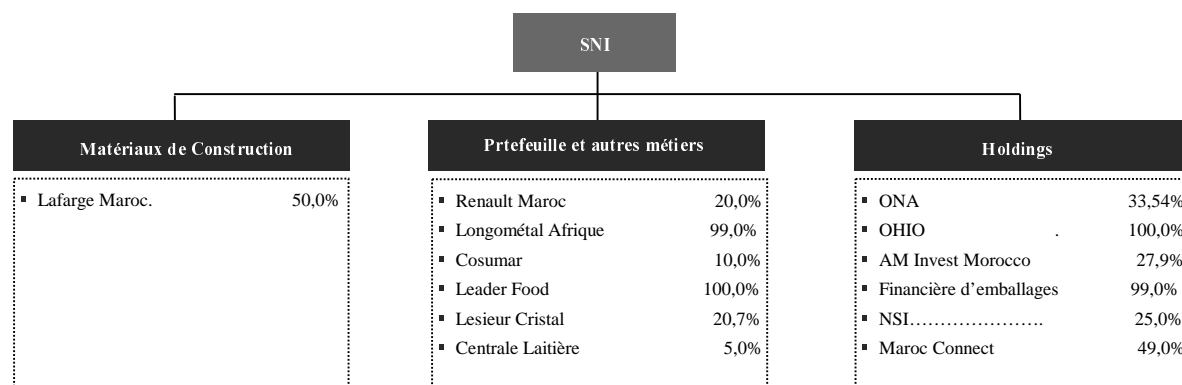 SNI
Matériaux de Construction
▪ Lafarge Maroc. 50,0%
Prtefeuille et autres métiers
▪ Renault Maroc 20,0%
▪ Longométal Afrique 99,0%
▪ Cosumar 10,0%
▪ Leader Food 100,0%
▪ Lesieur Cristal 20,7%
▪ Centrale Laitière 5,0%
Holdings
▪ ONA 33,54%
▪ OHIO . 100,0%
▪ AM Invest Morocco 27,9%
▪ Financière d’emballages 99,0%
▪ NSI…………………. 25,0%
▪ Maroc Connect 49,0%